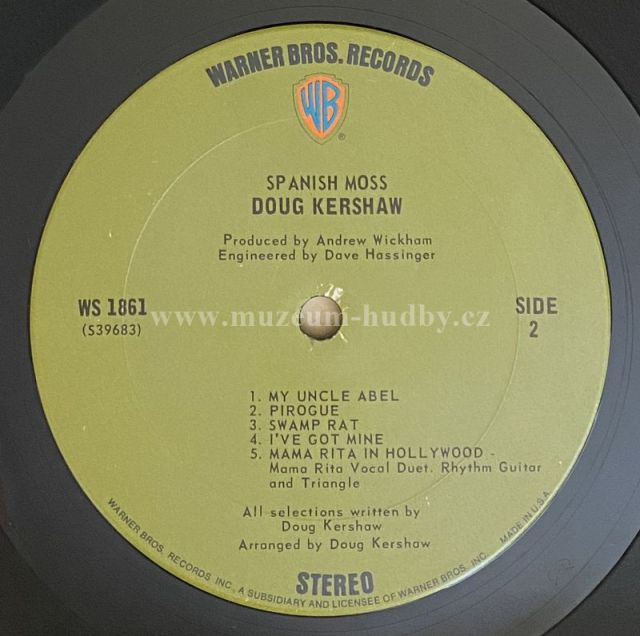 WARNER BROS. RECORDS
WB
®
SPANISH MOSS
DOUG KERSHAW
Produced by Andrew Wickham
Engineered by Dave Hassinger
WS 1861
(S39683)
SIDE
2
www.muzeum-hudby.cz
1. MY UNCLE ABEL
2. PIROGUE
3. SWAMP RAT
4. I'VE GOT MINE
5. MAMA RITA IN HOLLYWOOD -
Mama Rita Vocal Duet. Rhythm Guitar
and Triangle
All selections written by
Doug Kershaw
Arranged by Doug Kershaw
STEREO
WARNER BROS. RECORDS INC., A SUBSIDIARY AND LICENSEE OF WARNER BROS. INC. MADE IN U.S.A.